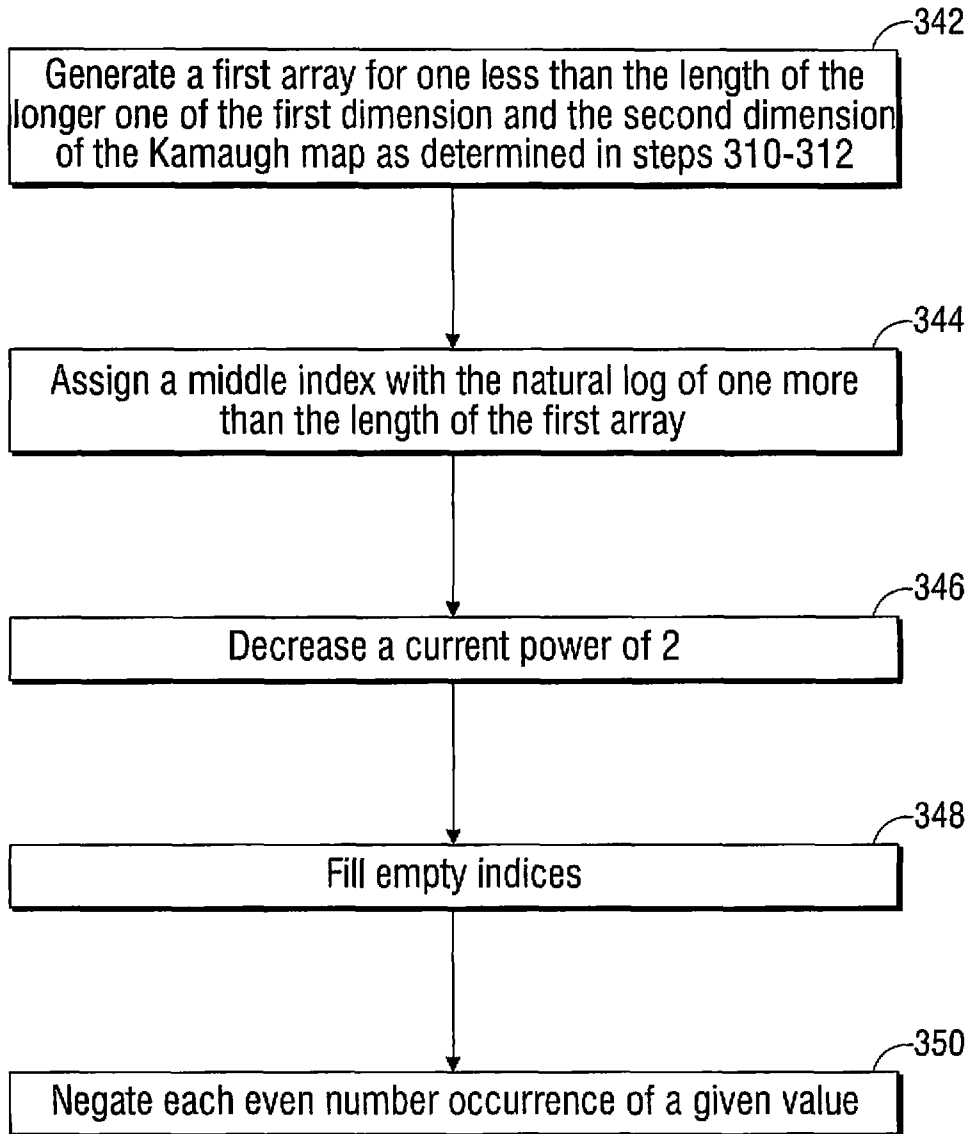 342
Generate a first array for one less than the length of the
longer one of the first dimension and the second dimension
of the Kamaugh map as determined in steps 310-312
344
Assign a middle index with the natural log of one more
than the length of the first array
346
Decrease a current power of 2
348
Fill empty indices
350
Negate each even number occurrence of a given value